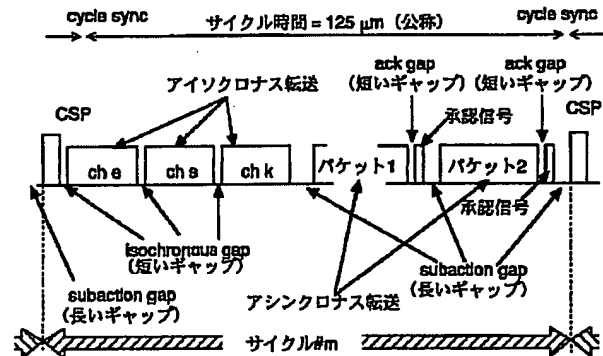 cycle sync
サイクル時間 = 125 μm（公称）
cycle sync
ack gap
（短いギャップ）
ack gap
（短いギャップ）
アイソクロナス転送
CSP
承認信号
CSP
ch e
ch s
ch k
パケット1
パケット2
承認信号
isochronous gap
（短いギャップ）
subaction gap
（長いギャップ）
アシンクロナス転送
subaction gap
（長いギャップ）
サイクル#m